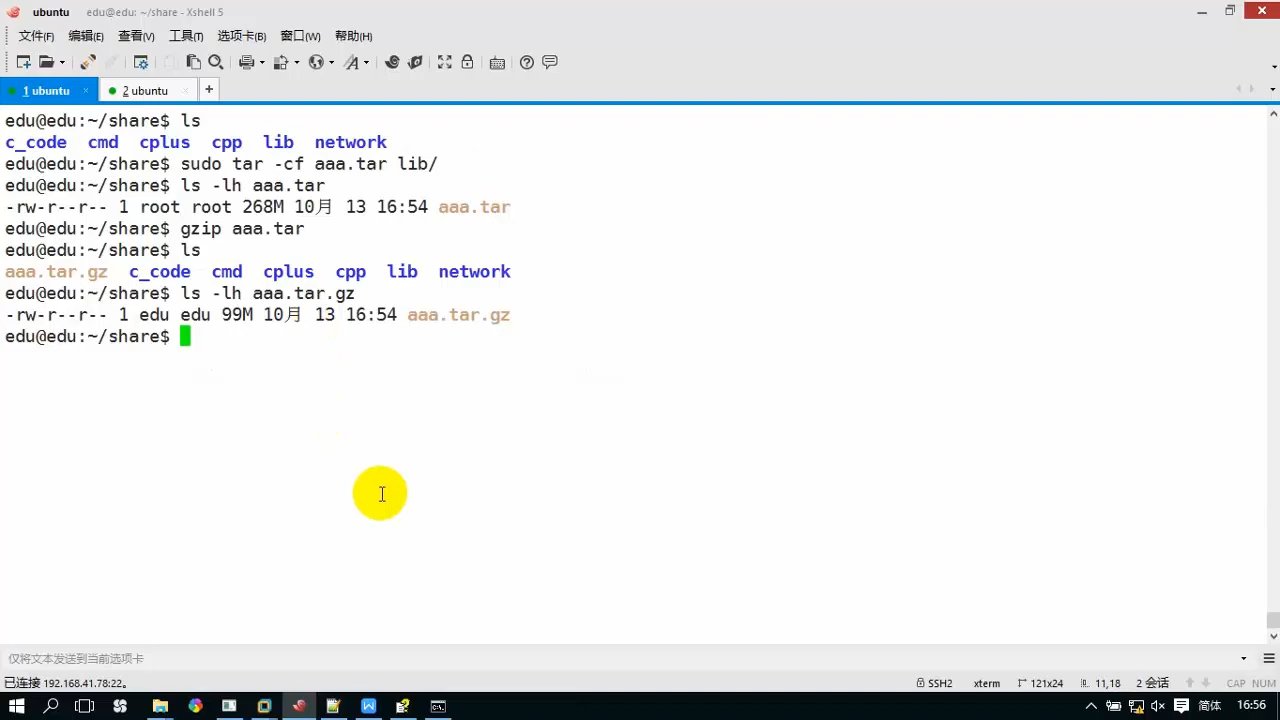 ubuntu edu@edu: ~/share - Xshell 5
文件(F) 编辑(E) 查看(V) 工具(T) 选项卡(B) 窗口(W) 帮助(H)
1 ubuntu × 2 ubuntu × +
edu@edu:~/share$ ls
c_code cmd cplus cpp lib network
edu@edu:~/share$ sudo tar -cf aaa.tar lib/
edu@edu:~/share$ ls -lh aaa.tar
-rw-r--r-- 1 root root 268M 10月 13 16:54 aaa.tar
edu@edu:~/share$ gzip aaa.tar
edu@edu:~/share$ ls
aaa.tar.gz c_code cmd cplus cpp lib network
edu@edu:~/share$ ls -lh aaa.tar.gz
-rw-r--r-- 1 edu edu 99M 10月 13 16:54 aaa.tar.gz
edu@edu:~/share$
仅将文本发送到当前选项卡
已连接 192.168.41.78:22。 SSH2 xterm 121x24 11,18 2 会话 CAP NUM
简体 16:56